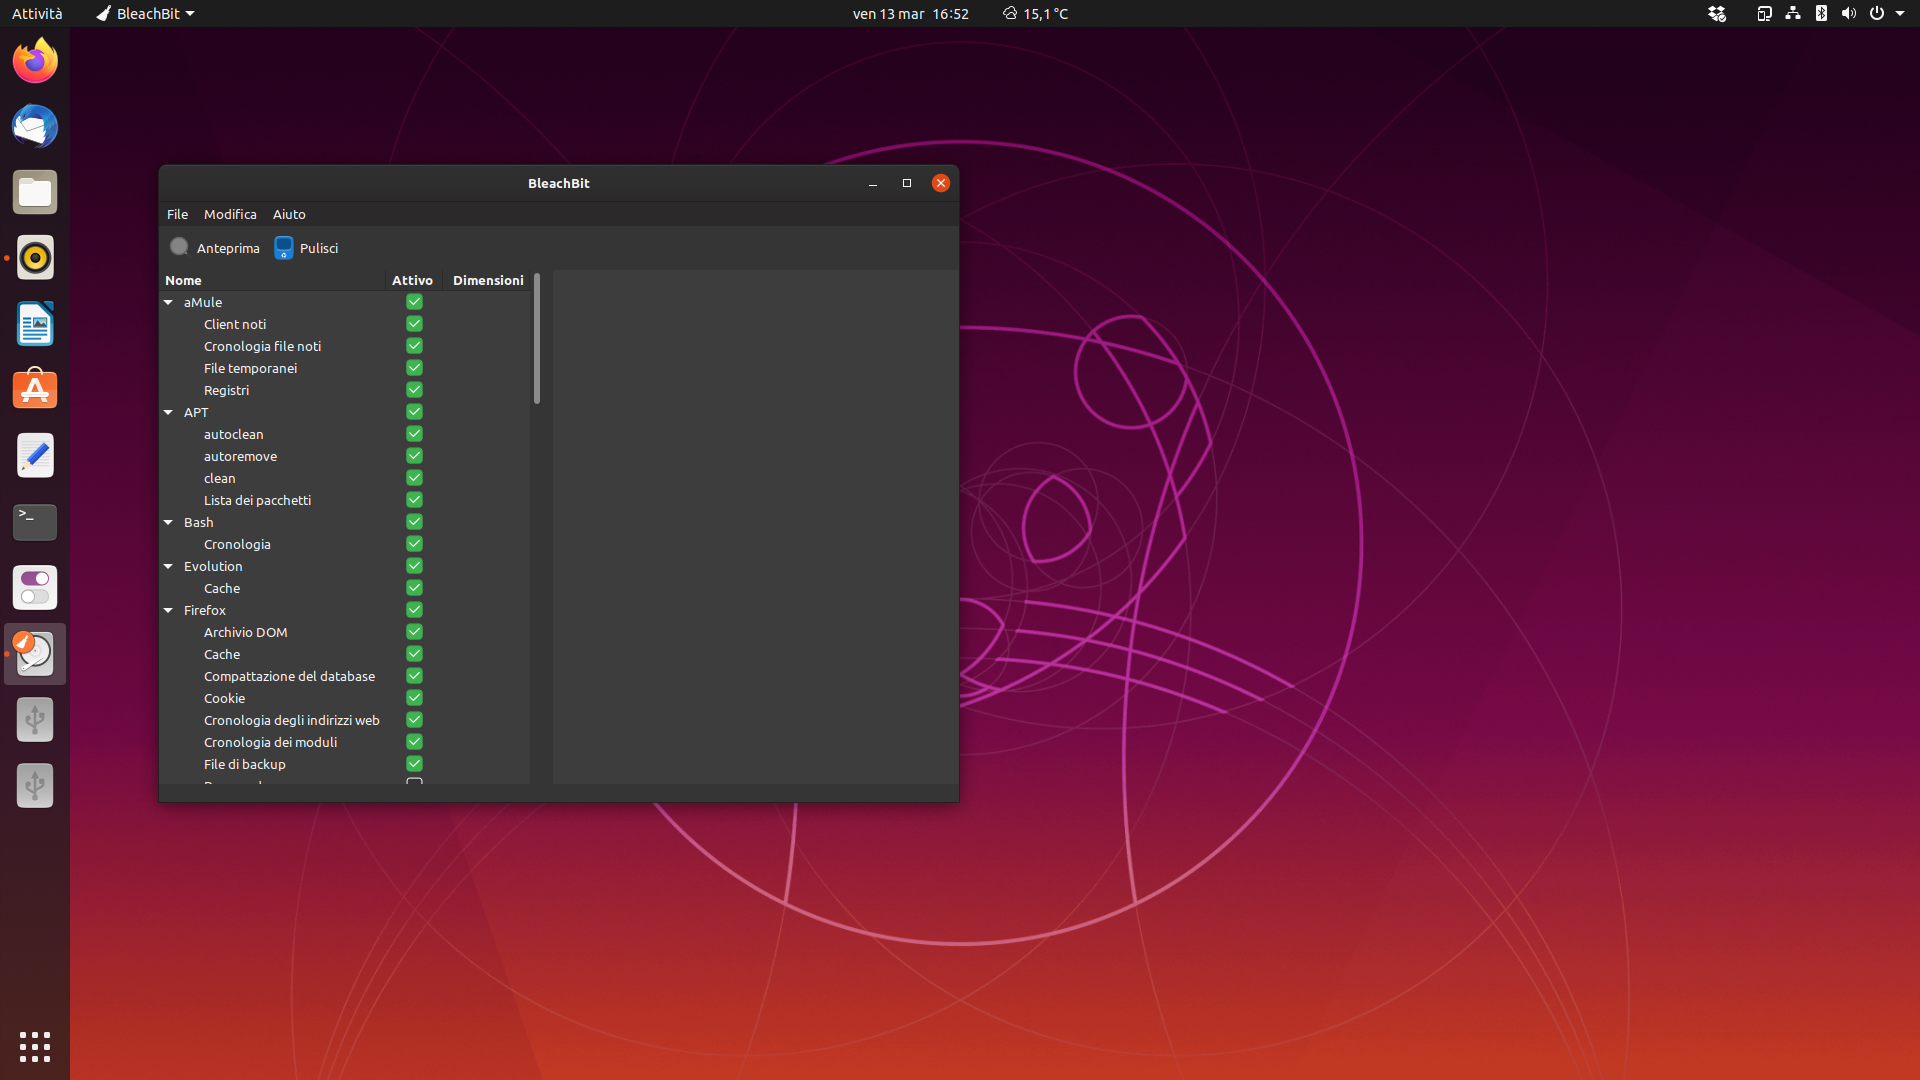 Attività BleachBit ven 13 mar 16:52 15,1 °C
BleachBit
File Modifica Aiuto
Anteprima Pulisci
Nome Attivo Dimensioni
aMule
Client noti
Cronologia file noti
File temporanei
Registri
APT
autoclean
autoremove
clean
Lista dei pacchetti
Bash
Cronologia
Evolution
Cache
Firefox
Archivio DOM
Cache
Compattazione del database
Cookie
Cronologia degli indirizzi web
Cronologia dei moduli
File di backup